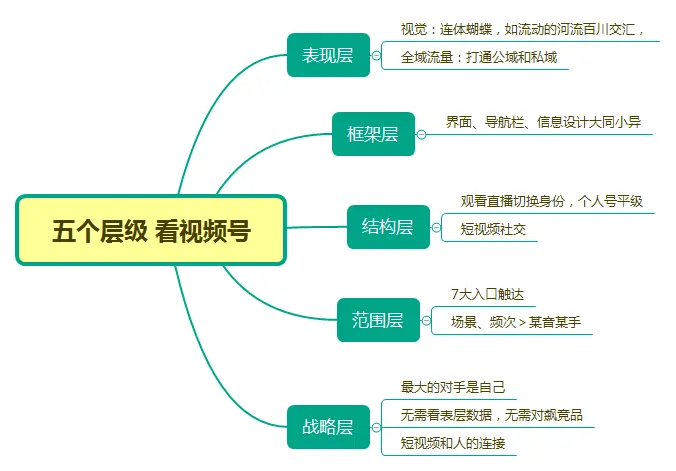 五个层级 看视频号
表现层
视觉：连体蝴蝶，如流动的河流百川交汇，
全域流量：打通公域和私域
框架层
界面、导航栏、信息设计大同小异
结构层
观看直播切换身份，个人号平级
短视频社交
范围层
7大入口触达
场景、频次＞某音某手
战略层
最大的对手是自己
无需看表层数据，无需对飙竞品
短视频和人的连接